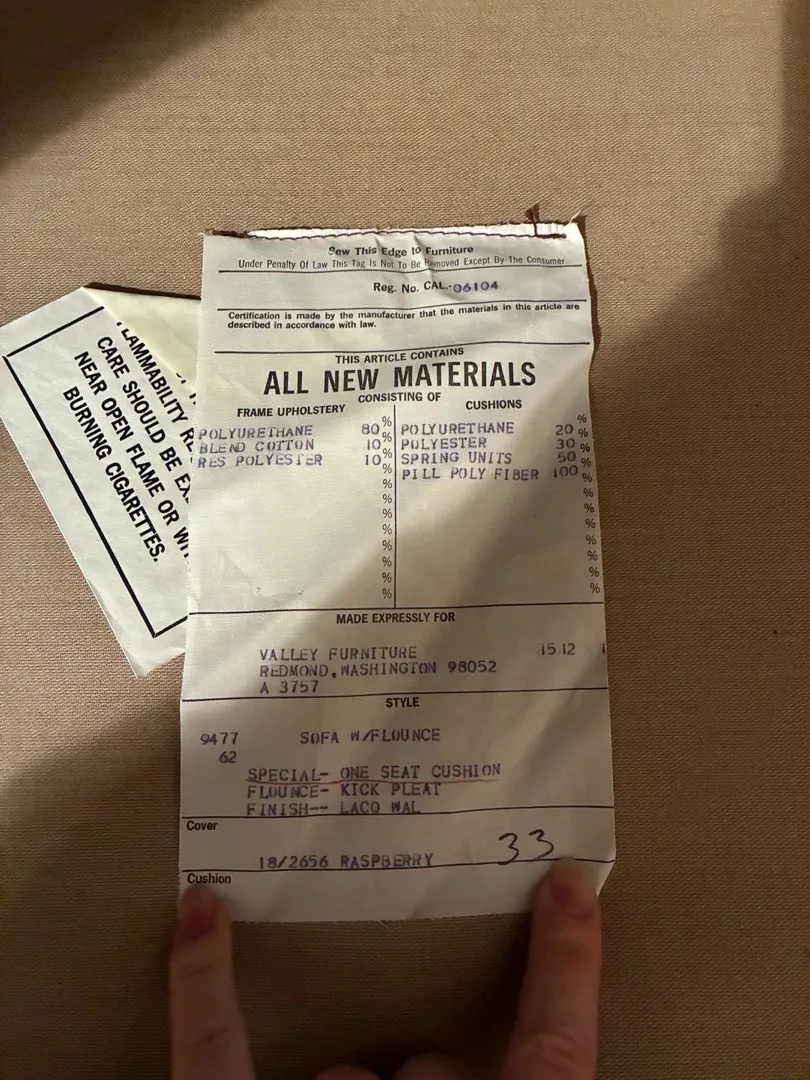 Sew This Edge to Furniture
Under Penalty Of Law This Tag Is Not To Be Removed Except By The Consumer
Reg. No. CAL.-06104
Certification is made by the manufacturer that the materials in this article are
described in accordance with law.
THIS ARTICLE CONTAINS
ALL NEW MATERIALS
CONSISTING OF
FRAME UPHOLSTERY
POLYURETHANE 80%
BLEND COTTON 10%
RES POLYESTER 10%
%
%
%
%
%
%
%
%
%
CUSHIONS
%
POLYURETHANE 20%
POLYESTER 30%
SPRING UNITS 50%
PILL POLY FIBER 100%
%
%
%
%
%
%
%
%
MADE EXPRESSLY FOR
VALLEY FURNITURE 15.12
REDMOND, WASHINGTON 98052
A 3757
STYLE
9477 SOFA W/FLOUNCE
62
SPECIAL- ONE SEAT CUSHION
FLOUNCE- KICK PLEAT
FINISH-- LACQ WAL
Cover
18/2656 RASPBERRY 33
Cushion
LAMMABILITY RE
CARE SHOULD BE EX
NEAR OPEN FLAME OR WI
BURNING CIGARETTES.